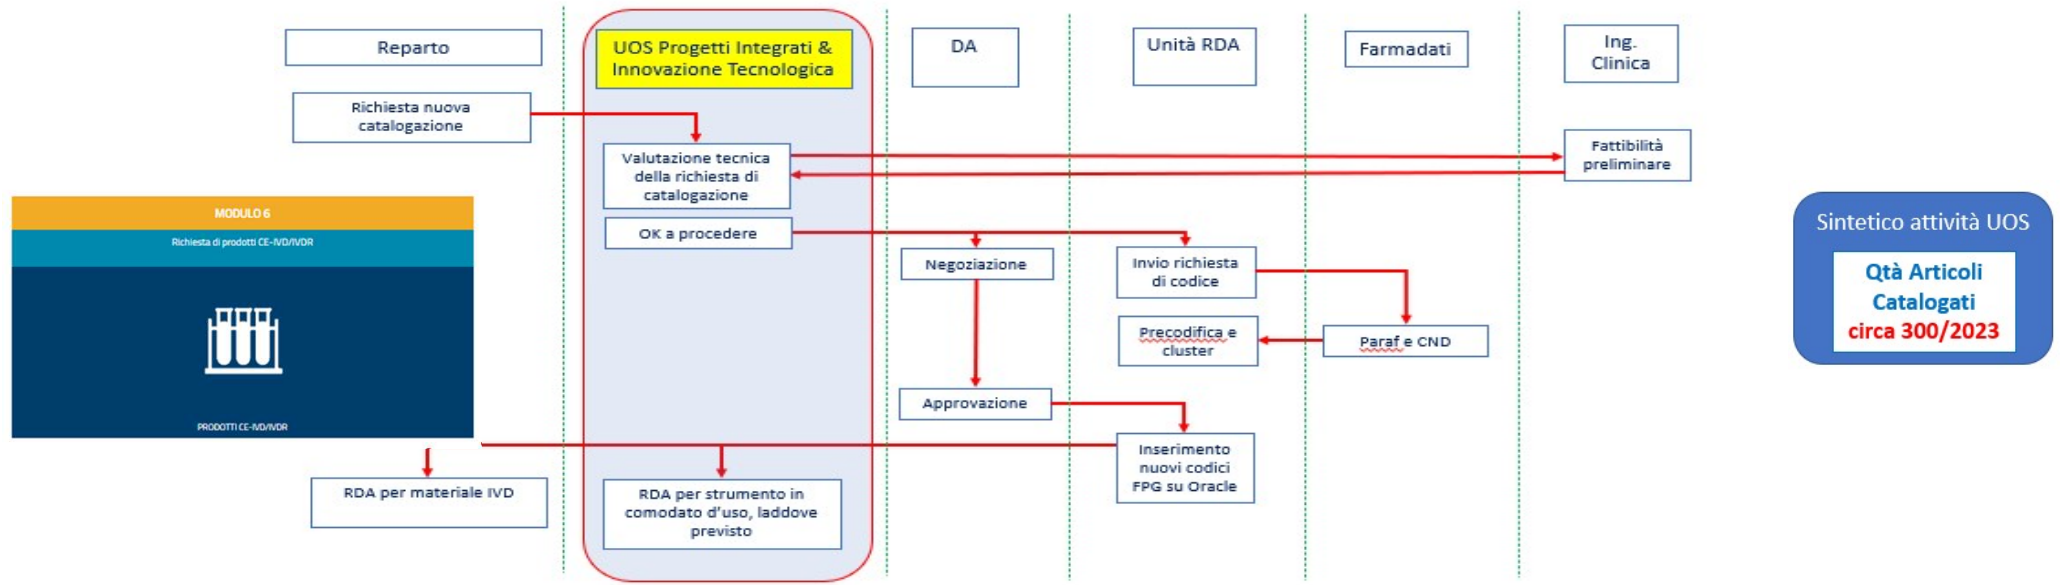 Reparto
UOS Progetti Integrati &
Innovazione Tecnologica
DA
Unità RDA
Farmadati
Ing.
Clinica
Richiesta nuova
catalogazione
Valutazione tecnica
della richiesta di
catalogazione
Fattibilità
preliminare
OK a procedere
Negoziazione
Invio richiesta
di codice
Precodifica e
cluster
Paraf e CND
Approvazione
Inserimento
nuovi codici
FPG su Oracle
RDA per materiale IVD
RDA per strumento in
comodato d'uso, laddove
previsto
MODULO 6
Richiesta di prodotti CE-IVD/IVDR
PRODOTTI CE-IVD/IVDR
Sintetico attività UOS
Qtà Articoli
Catalogati
circa 300/2023